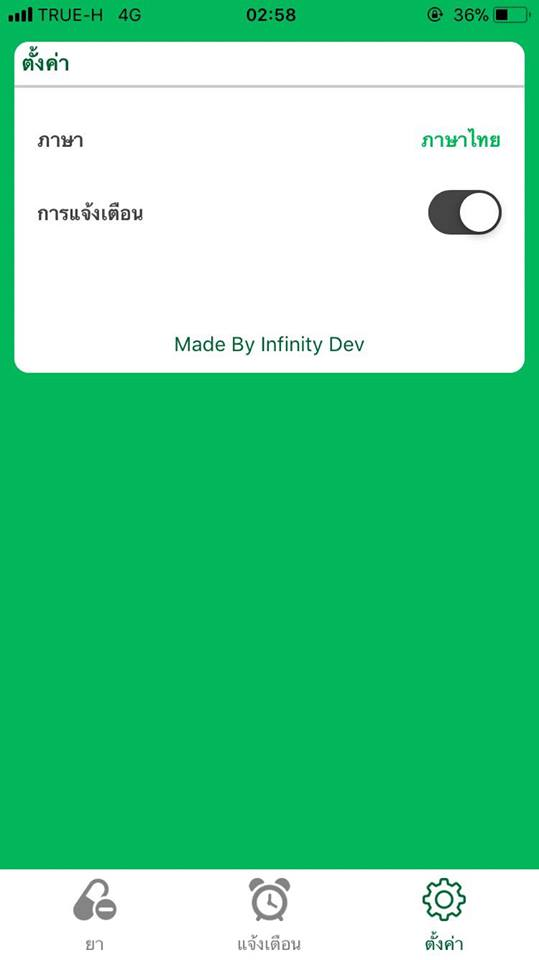 TRUE-H 4G 02:58 36%
ตั้งค่า
ภาษา ภาษาไทย
การแจ้งเตือน
Made By Infinity Dev
ยา แจ้งเตือน ตั้งค่า